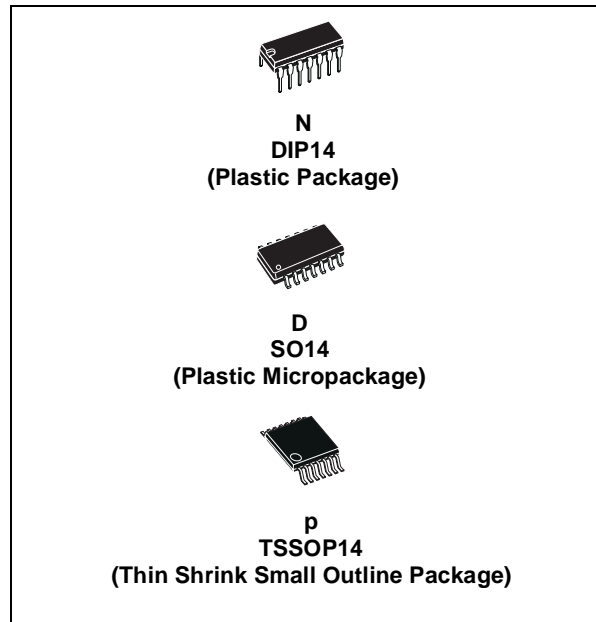 N
DIP14
(Plastic Package)
D
SO14
(Plastic Micropackage)
p
TSSOP14
(Thin Shrink Small Outline Package)